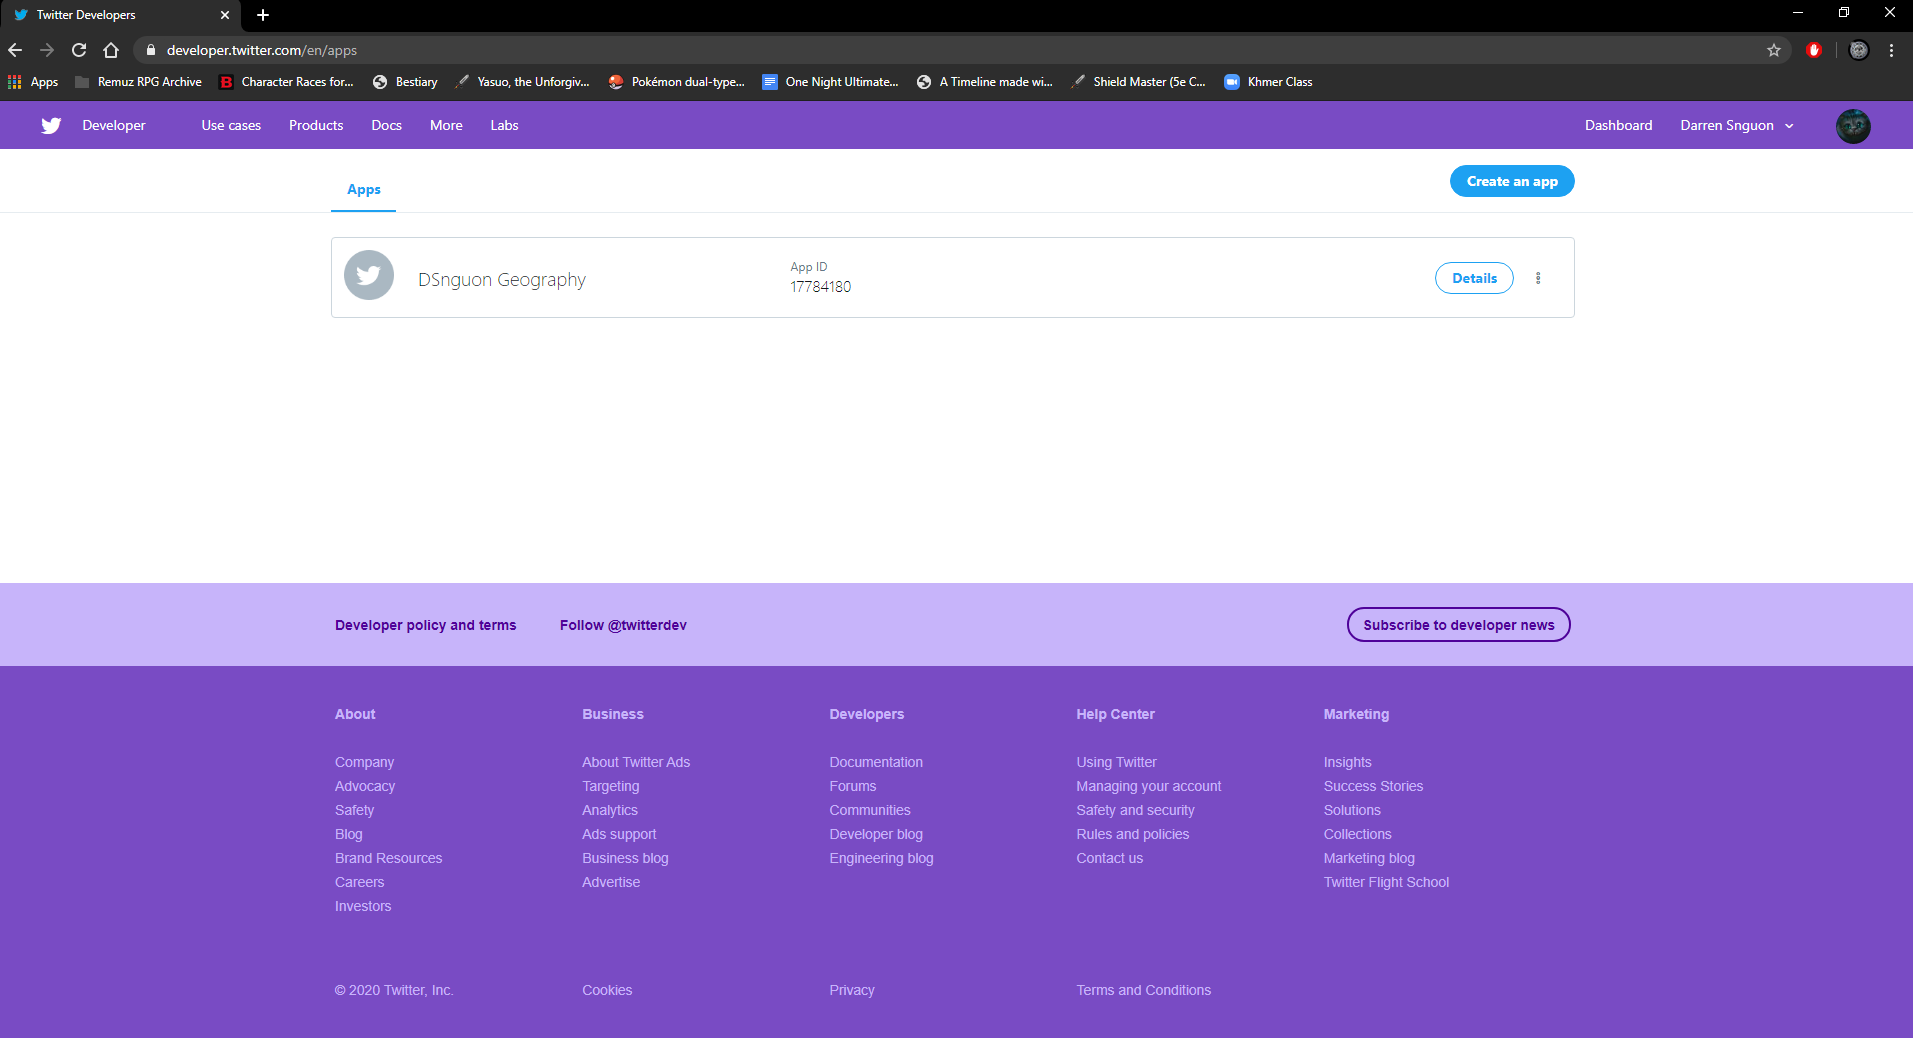 Twitter Developers
developer.twitter.com/en/apps
Apps Remuz RPG Archive Character Races for... Bestiary Yasuo, the Unforgiv... Pokémon dual-type... One Night Ultimate... A Timeline made wi... Shield Master (5e C... Khmer Class
Developer Use cases Products Docs More Labs Dashboard Darren Snguon
Apps Create an app
DSnguon Geography
App ID
17784180
Details
Developer policy and terms Follow @twitterdev Subscribe to developer news
About Business Developers Help Center Marketing
Company About Twitter Ads Documentation Using Twitter Insights
Advocacy Targeting Forums Managing your account Success Stories
Safety Analytics Communities Safety and security Solutions
Blog Ads support Developer blog Rules and policies Collections
Brand Resources Business blog Engineering blog Contact us Marketing blog
Careers Advertise Twitter Flight School
Investors
© 2020 Twitter, Inc. Cookies Privacy Terms and Conditions